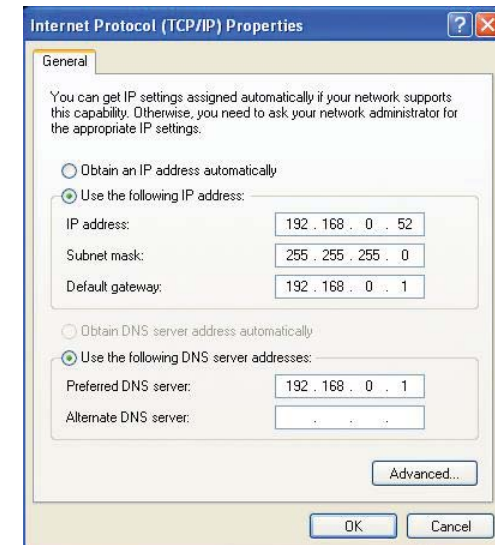 Internet Protocol (TCP/IP) Properties
General
You can get IP settings assigned automatically if your network supports
this capability. Otherwise, you need to ask your network administrator for
the appropriate IP settings.
Obtain an IP address automatically
Use the following IP address:
IP address: 192 . 168 . 0 . 52
Subnet mask: 255 . 255 . 255 . 0
Default gateway: 192 . 168 . 0 . 1
Obtain DNS server address automatically
Use the following DNS server addresses:
Preferred DNS server: 192 . 168 . 0 . 1
Alternate DNS server: . . .
Advanced...
OK Cancel